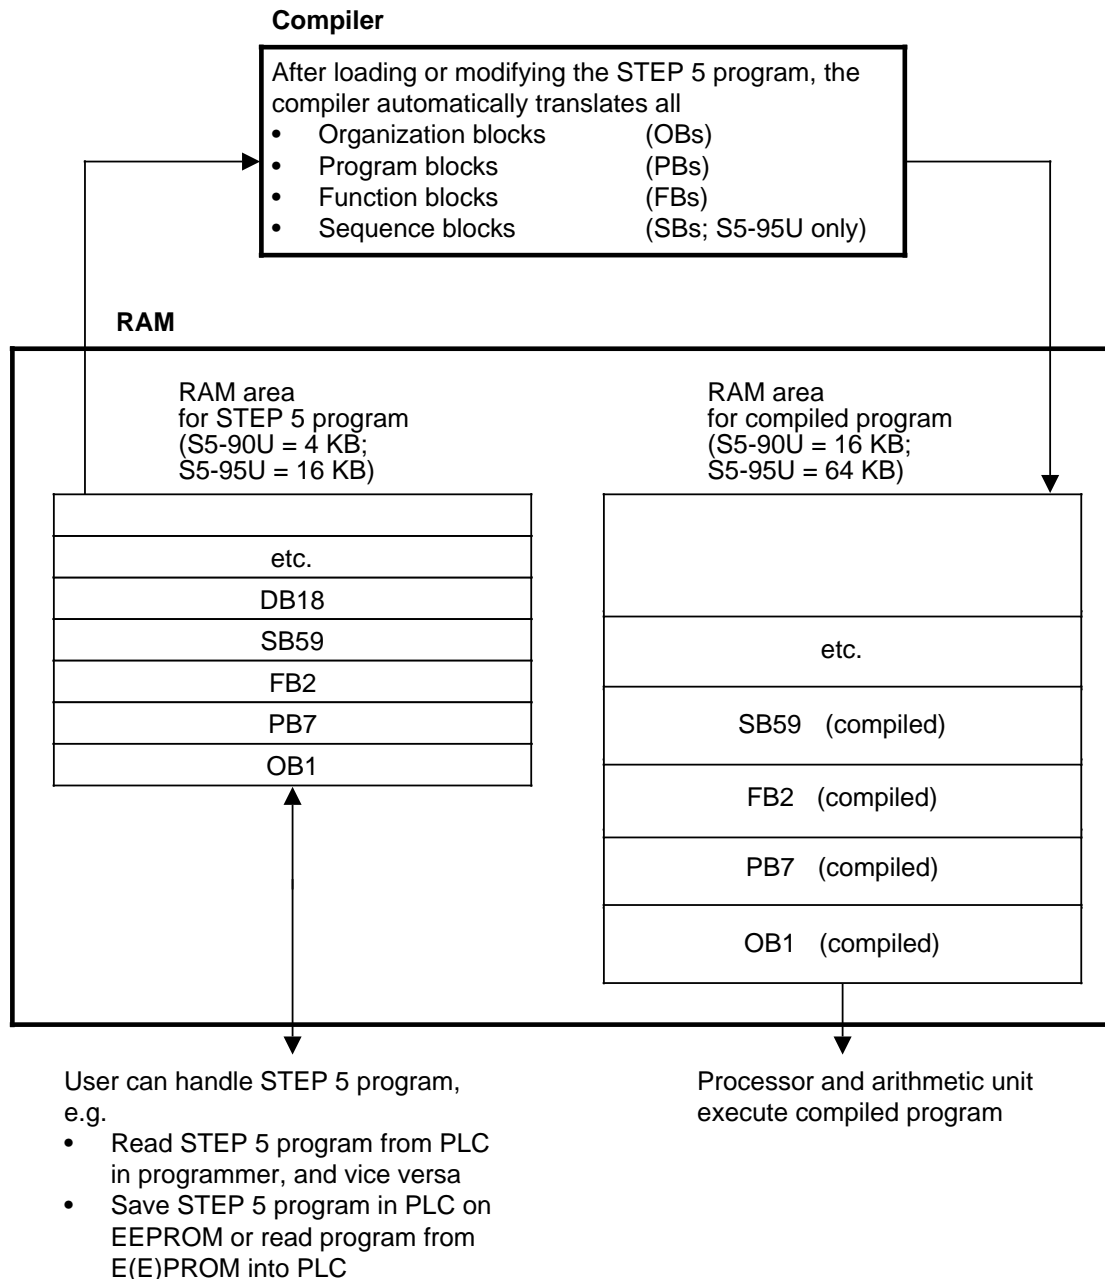 Compiler
After loading or modifying the STEP 5 program, the
compiler automatically translates all
• Organization blocks (OBs)
• Program blocks (PBs)
• Function blocks (FBs)
• Sequence blocks (SBs; S5-95U only)
RAM
RAM area
for STEP 5 program
(S5-90U = 4 KB;
S5-95U = 16 KB)
etc.
DB18
SB59
FB2
PB7
OB1
RAM area
for compiled program
(S5-90U = 16 KB;
S5-95U = 64 KB)
etc.
SB59 (compiled)
FB2 (compiled)
PB7 (compiled)
OB1 (compiled)
User can handle STEP 5 program,
e.g.
• Read STEP 5 program from PLC
in programmer, and vice versa
• Save STEP 5 program in PLC on
EEPROM or read program from
E(E)PROM into PLC
Processor and arithmetic unit
execute compiled program